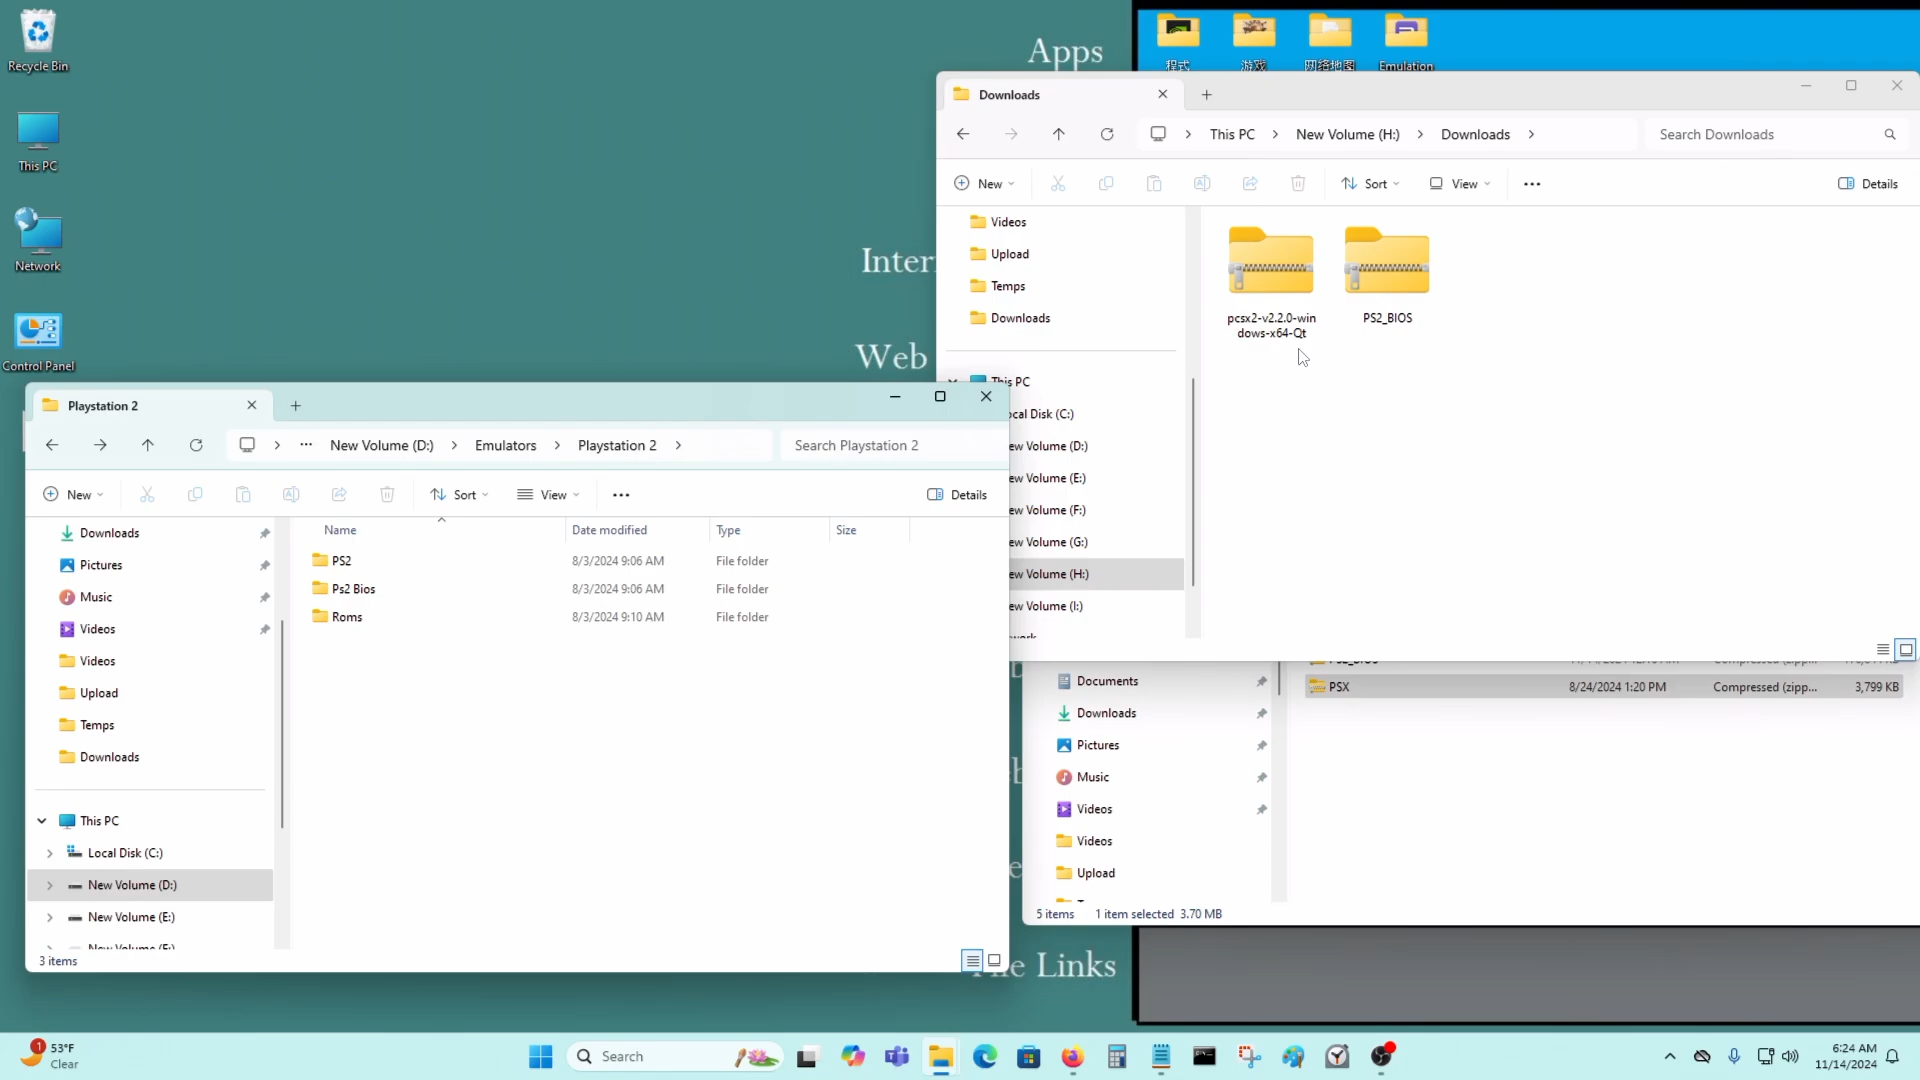 Recycle Bin
This PC
Network
Control Panel
Apps
Web
程式
游戏
网络地图
Emulation
Downloads
This PC
New Volume (H:)
Downloads
Search Downloads
New
Sort
View
Details
Videos
Upload
Temps
Downloads
This PC
ocal Disk (C:)
ew Volume (D:)
ew Volume (E:)
ew Volume (F:)
ew Volume (G:)
ew Volume (H:)
ew Volume (I:)
pcsx2-v2.2.0-win
dows-x64-Qt
PS2_BIOS
Playstation 2
New Volume (D:)
Emulators
Playstation 2
Search Playstation 2
New
Sort
View
Details
Name
Date modified
Type
Size
PS2 8/3/2024 9:06 AM File folder
Ps2 Bios 8/3/2024 9:06 AM File folder
Roms 8/3/2024 9:10 AM File folder
Downloads
Pictures
Music
Videos
Videos
Upload
Temps
Downloads
This PC
Local Disk (C:)
New Volume (D:)
New Volume (E:)
3 items
Documents
Downloads
Pictures
Music
Videos
Videos
Upload
PSX 8/24/2024 1:20 PM Compressed (zipp... 3,799 KB
5 items 1 item selected 3.70 MB
Links
1
53°F
Clear
Search
6:24 AM
11/14/2024